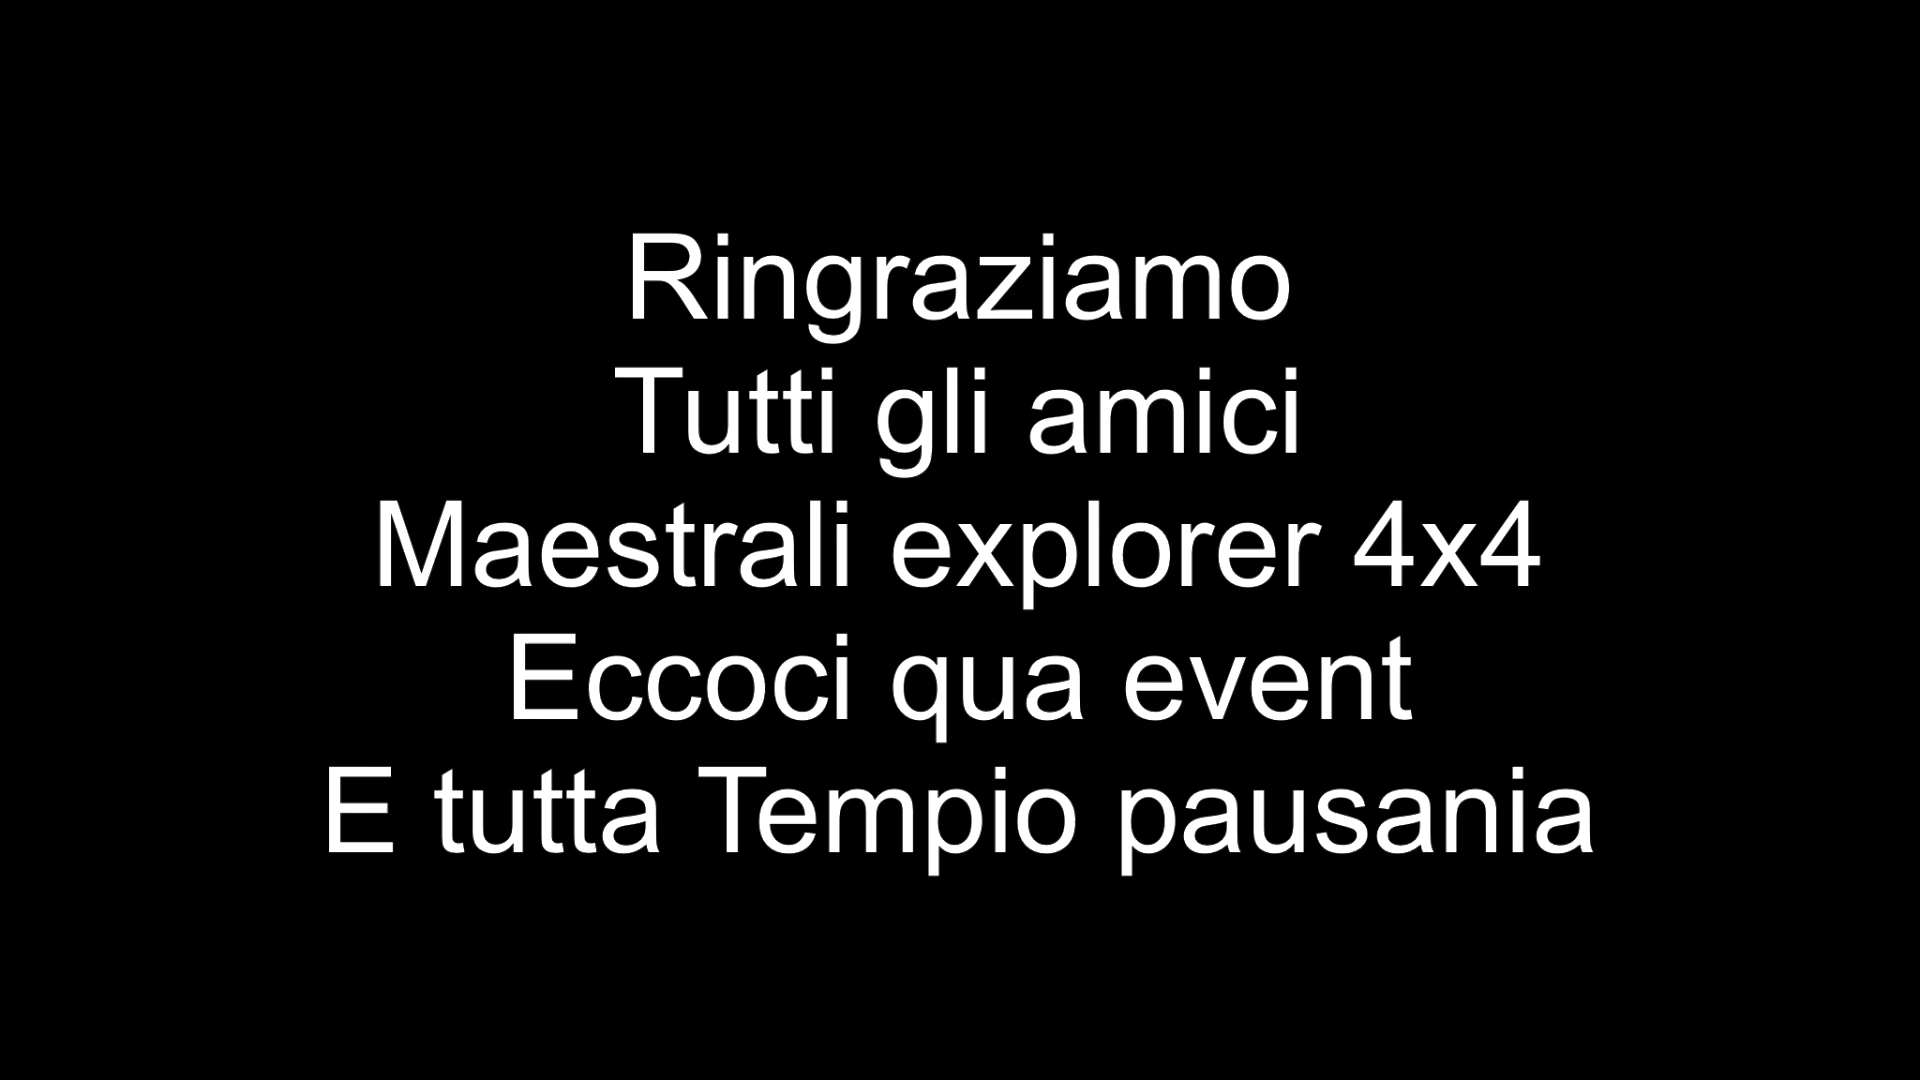 Ringraziamo
Tutti gli amici
Maestrali explorer 4x4
Eccoci qua event
E tutta Tempio pausania